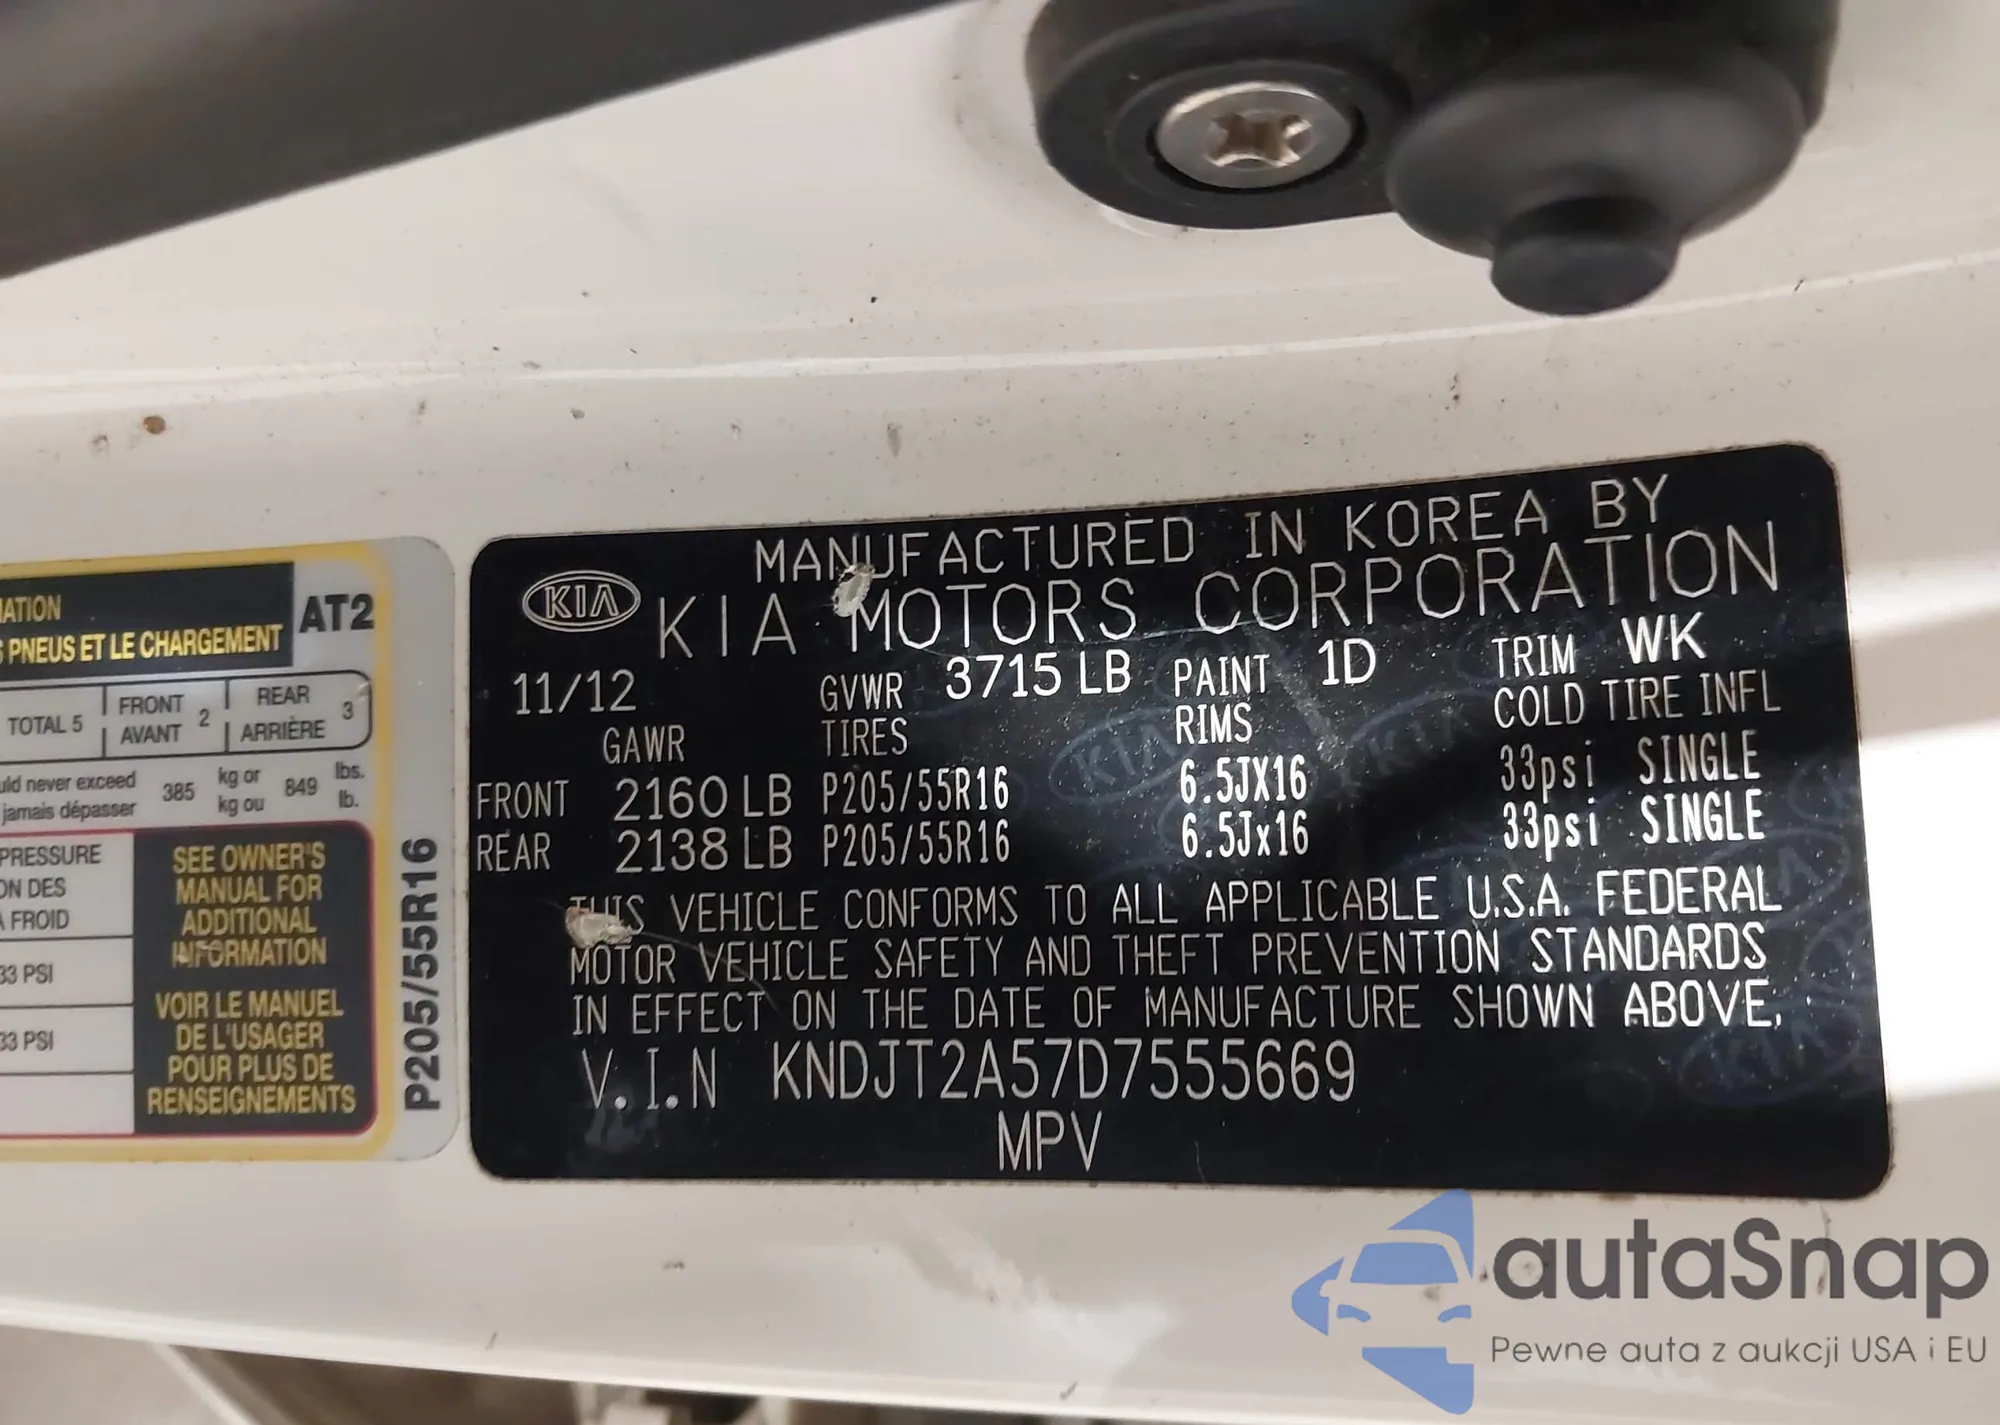 MATION
S PNEUS ET LE CHARGEMENT
AT2
TOTAL 5
FRONT
AVANT 2
REAR
ARRIÈRE 3
uld never exceed
jamais dépasser
385
kg or
kg ou
849
lbs.
lb.
PRESSURE
ON DES
À FROID
33 PSI
33 PSI
SEE OWNER'S
MANUAL FOR
ADDITIONAL
INFORMATION
VOIR LE MANUEL
DE L'USAGER
POUR PLUS DE
RENSEIGNEMENTS
P205/55R16
MANUFACTURED IN KOREA BY
KIA KIA MOTORS CORPORATION
11/12 GVWR 3715 LB PAINT 1D TRIM WK
GAWR TIRES RIMS COLD TIRE INFL
FRONT 2160 LB P205/55R16 6.5JX16 33psi SINGLE
REAR 2138 LB P205/55R16 6.5Jx16 33psi SINGLE
THIS VEHICLE CONFORMS TO ALL APPLICABLE U.S.A. FEDERAL
MOTOR VEHICLE SAFETY AND THEFT PREVENTION STANDARDS
IN EFFECT ON THE DATE OF MANUFACTURE SHOWN ABOVE,
V.I.N KNDJT2A57D7555669
MPV
autaSnap
Pewne auta z aukcji USA i EU